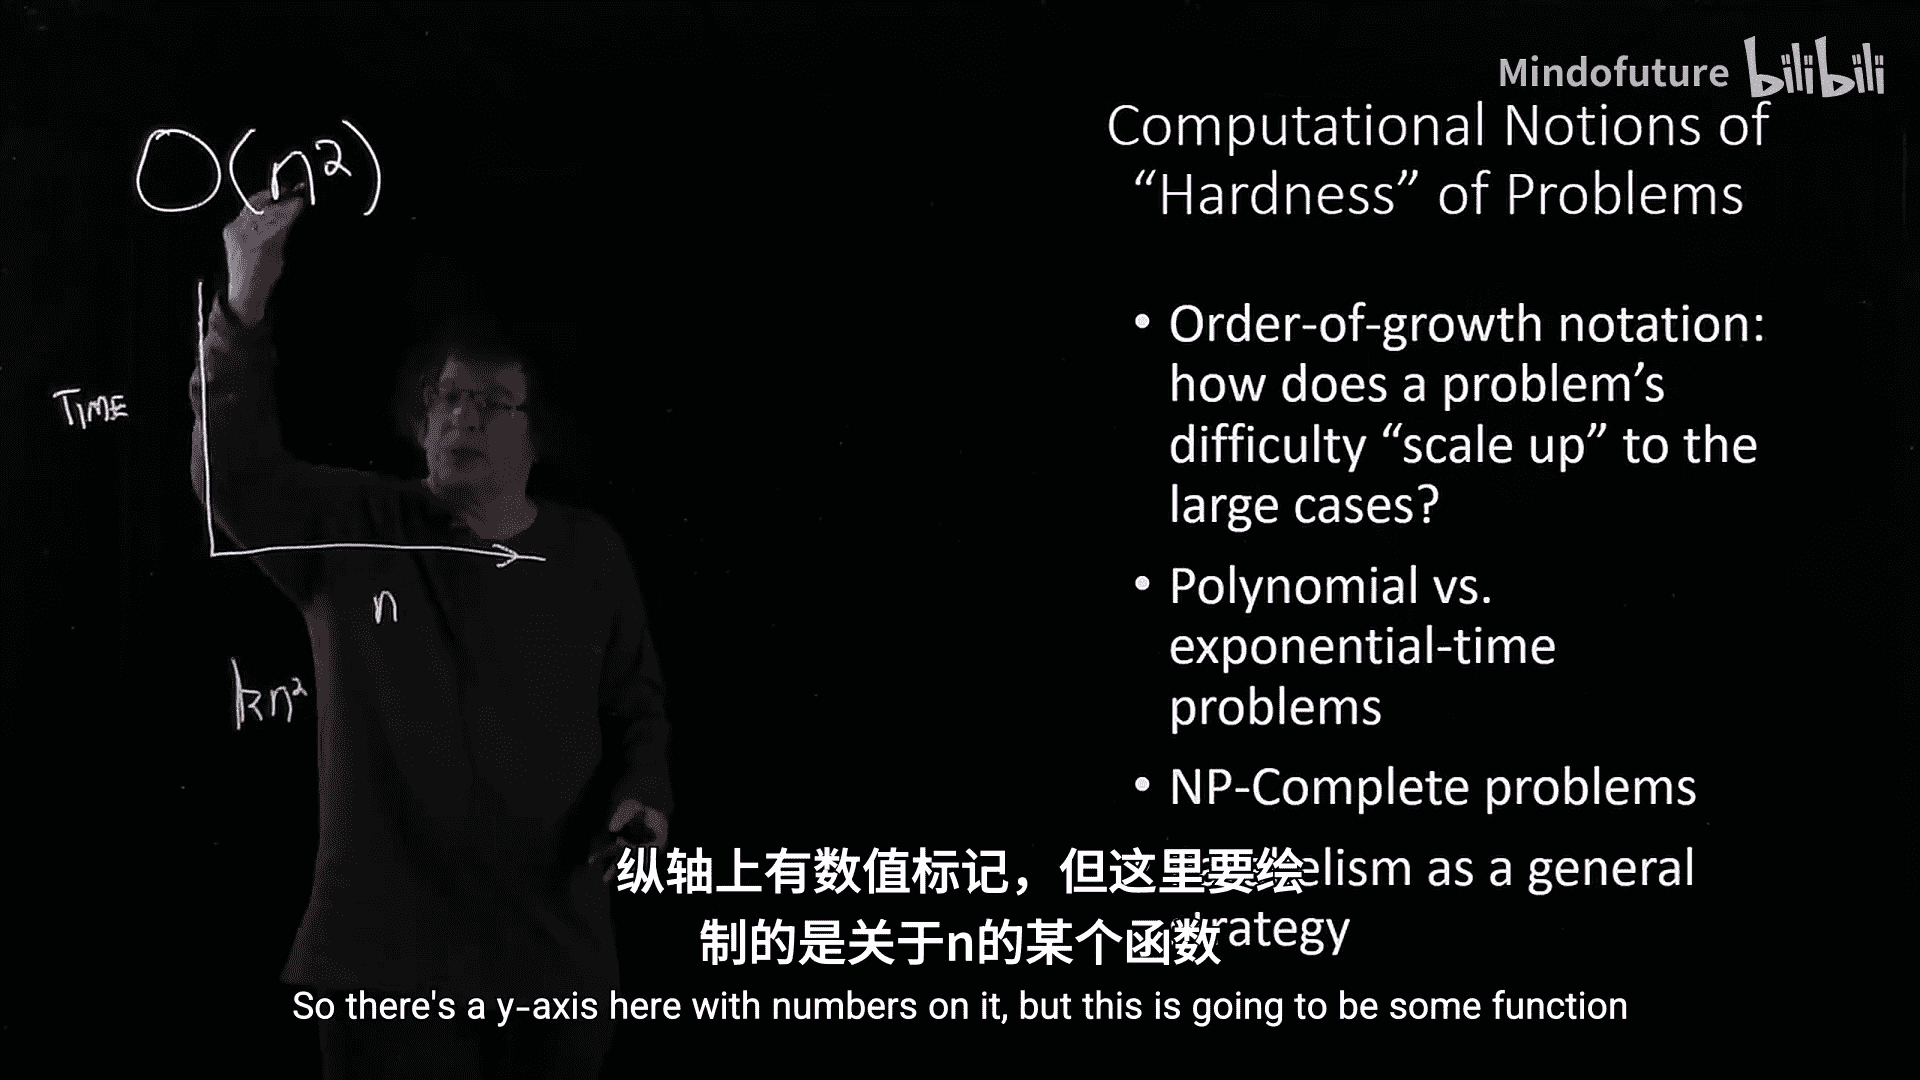 Mindofuture bilibili
Computational Notions of
“Hardness” of Problems
O(n²)
TIME
n
kn²
• Order-of-growth notation:
how does a problem’s
difficulty “scale up” to the
large cases?
• Polynomial vs.
exponential-time
problems
• NP-Complete problems
as a general
纵轴上有数值标记，但这里要绘
制的是关于n的某个函数
So there's a y-axis here with numbers on it, but this is going to be some function